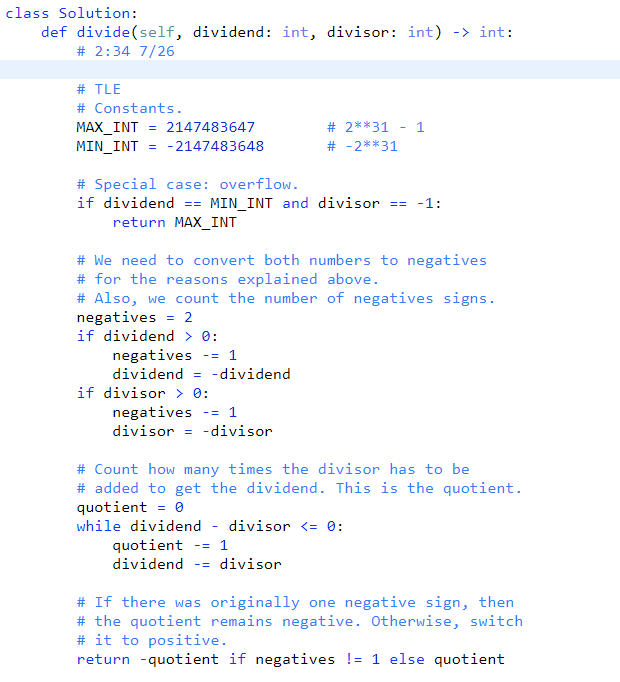 class Solution:
    def divide(self, dividend: int, divisor: int) -> int:
        # 2:34 7/26
        # TLE
        # Constants.
        MAX_INT = 2147483647        # 2**31 - 1
        MIN_INT = -2147483648       # -2**31
        # Special case: overflow.
        if dividend == MIN_INT and divisor == -1:
            return MAX_INT
        # We need to convert both numbers to negatives
        # for the reasons explained above.
        # Also, we count the number of negatives signs.
        negatives = 2
        if dividend > 0:
            negatives -= 1
            dividend = -dividend
        if divisor > 0:
            negatives -= 1
            divisor = -divisor
        # Count how many times the divisor has to be
        # added to get the dividend. This is the quotient.
        quotient = 0
        while dividend - divisor <= 0:
            quotient -= 1
            dividend -= divisor
        # If there was originally one negative sign, then
        # the quotient remains negative. Otherwise, switch
        # it to positive.
        return -quotient if negatives != 1 else quotient